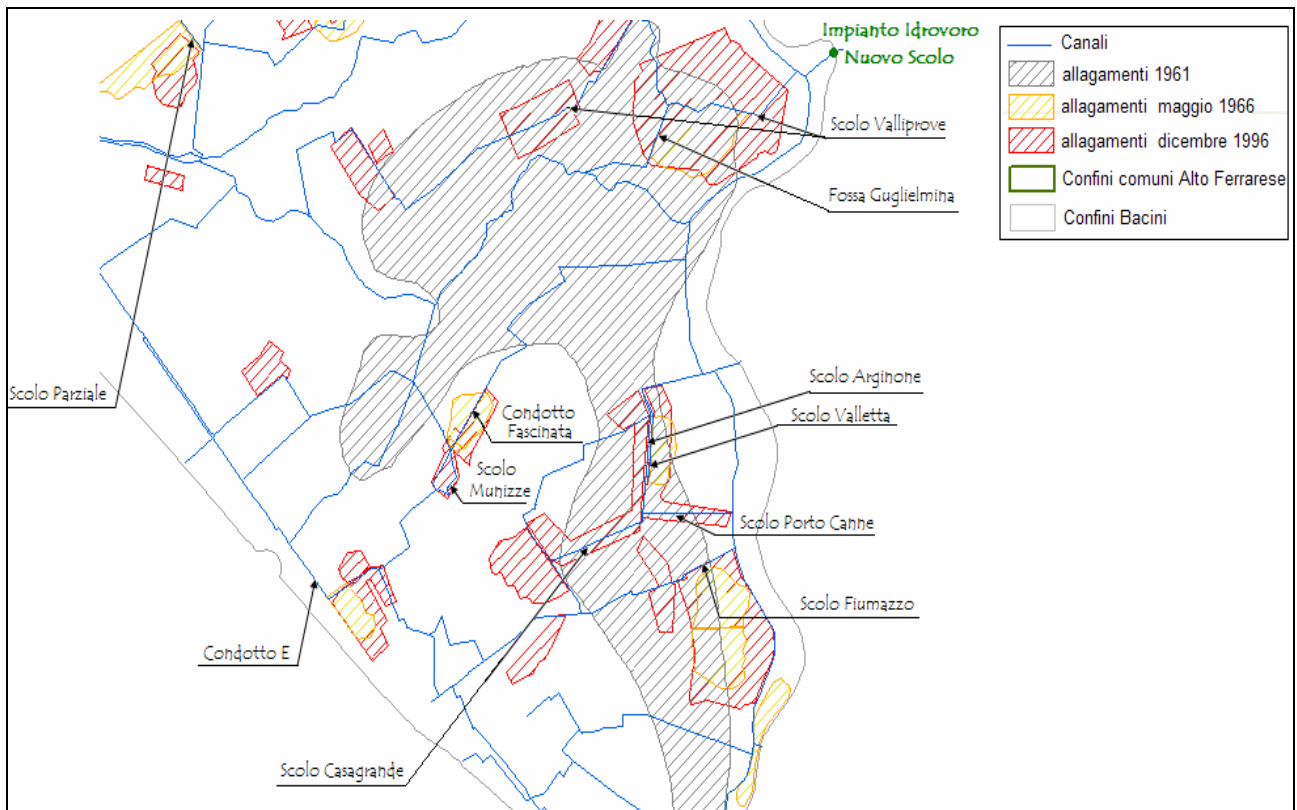 Impianto Idrovoro
Nuovo Scolo
Canali
allagamenti 1961
allagamenti maggio 1966
allagamenti dicembre 1996
Confini comuni Alto Ferrarese
Confini Bacini
Scolo Valliprove
Fossa Guglielmina
Scolo Parziale
Scolo Arginone
Scolo Valletta
Condotto
Fascinata
Scolo
Munizze
Scolo Porto Canne
Scolo Fiumazzo
Condotto E
Scolo Casagrande